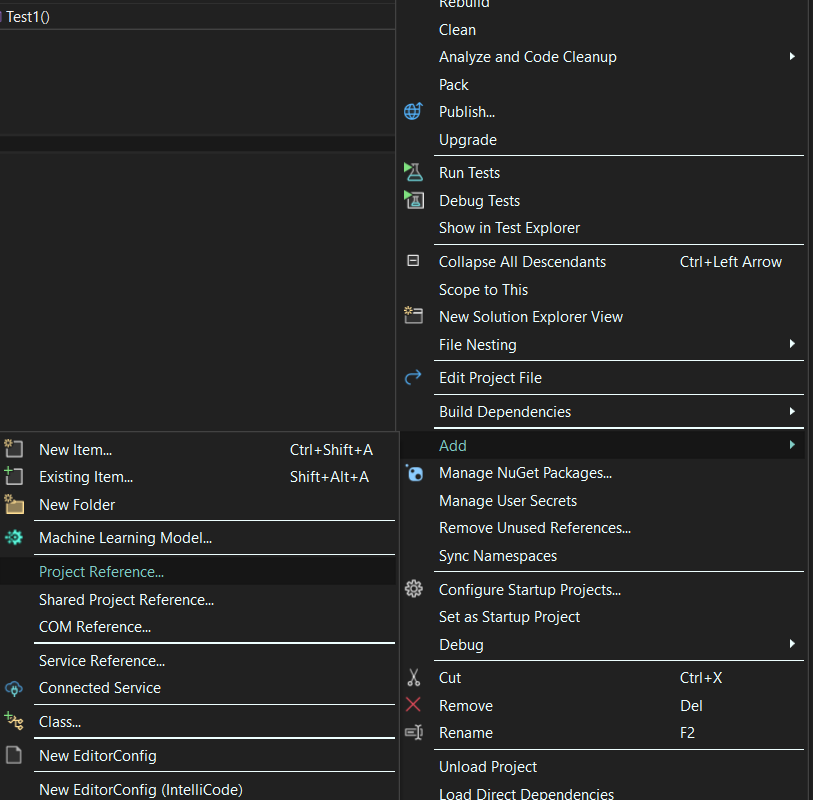 Test1()
Rebuild
Clean
Analyze and Code Cleanup
Pack
Publish...
Upgrade
Run Tests
Debug Tests
Show in Test Explorer
Collapse All Descendants Ctrl+Left Arrow
Scope to This
New Solution Explorer View
File Nesting
Edit Project File
Build Dependencies
Add
Manage NuGet Packages...
Manage User Secrets
Remove Unused References...
Sync Namespaces
Configure Startup Projects...
Set as Startup Project
Debug
Cut Ctrl+X
Remove Del
Rename F2
Unload Project
Load Direct Dependencies
New Item... Ctrl+Shift+A
Existing Item... Shift+Alt+A
New Folder
Machine Learning Model...
Project Reference...
Shared Project Reference...
COM Reference...
Service Reference...
Connected Service
Class...
New EditorConfig
New EditorConfig (IntelliCode)